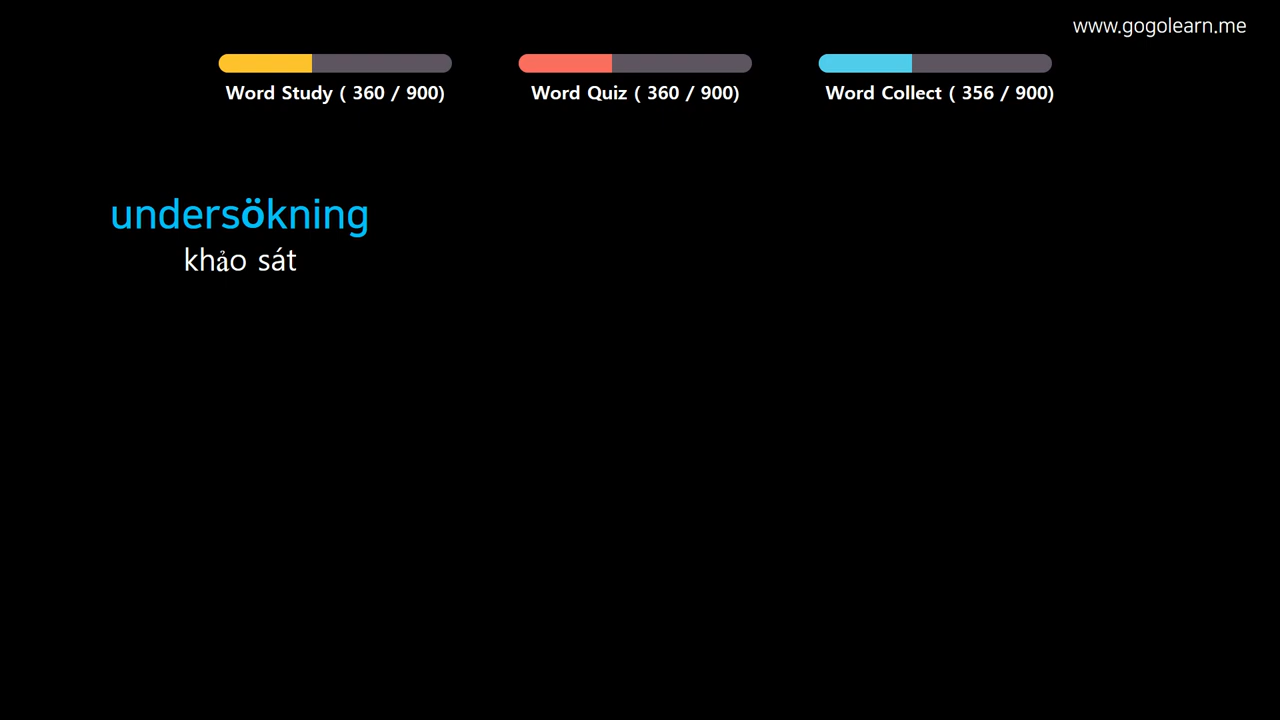 www.gogolearn.me
Word Study ( 360 / 900)
Word Quiz ( 360 / 900)
Word Collect ( 356 / 900)
undersökning
khảo sát